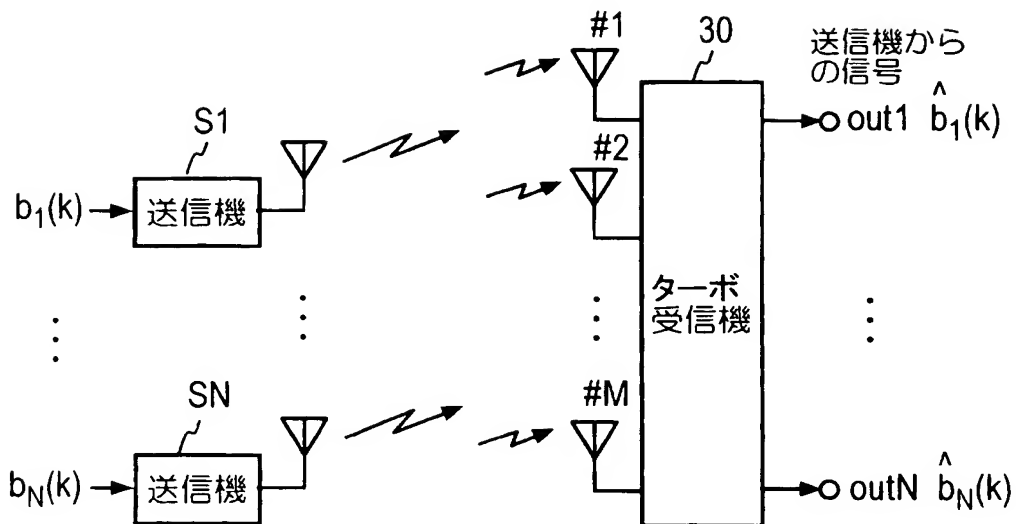 #1
30
送信機から
の信号
S1
#2
out1 b̂₁(k)
b₁(k)
送信機
ターボ
受信機
SN
#M
bN(k)
送信機
outN b̂N(k)